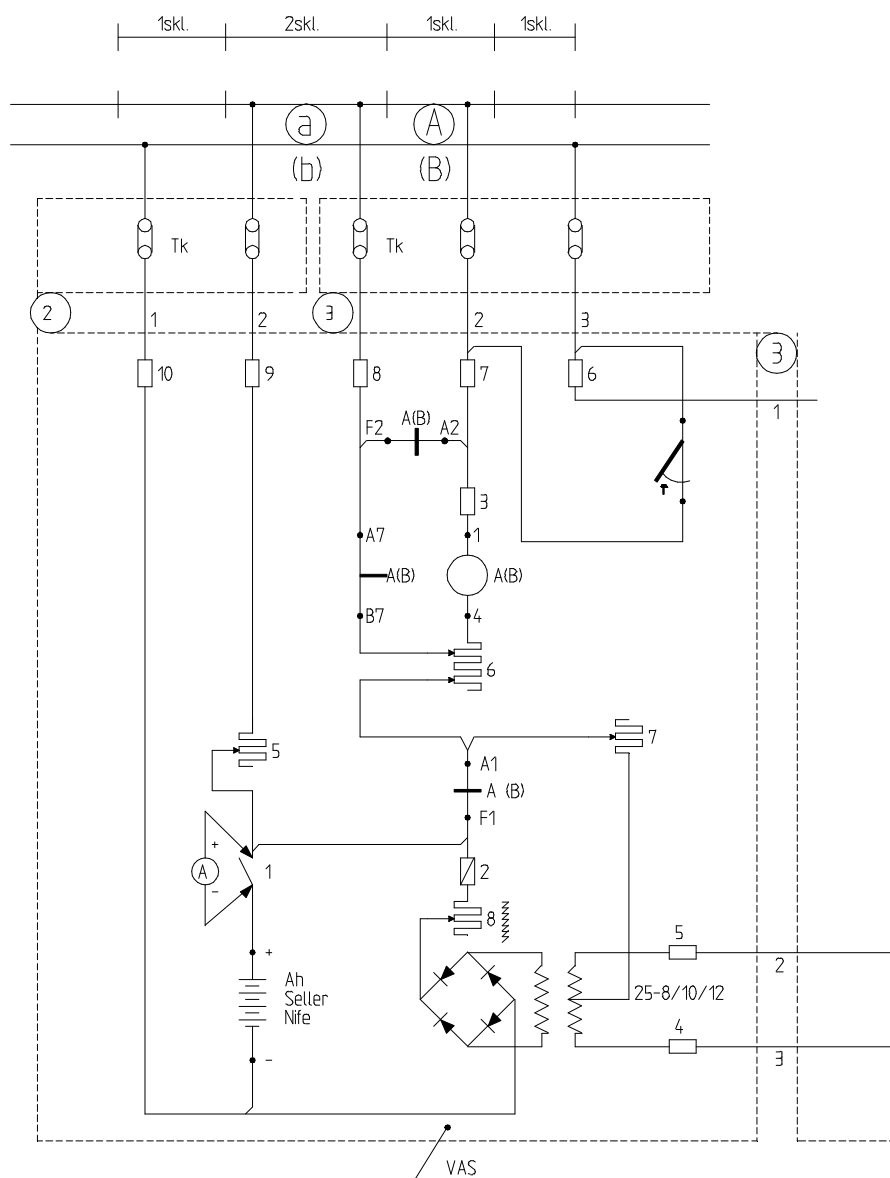 1skl. 2skl. 1skl. 1skl.
a A
(b) (B)
Tk Tk
2 3
1 2 2 3
3
10 9 8 7 6
1
F2 A(B) A2
3
A7 1
A(B) A(B)
B7 4
6
5 7
A1
A (B)
F1
+
A 1 2
-
8
+ 5
2
Ah
Seller 25-8/10/12
Nife
4
- 3
VAS